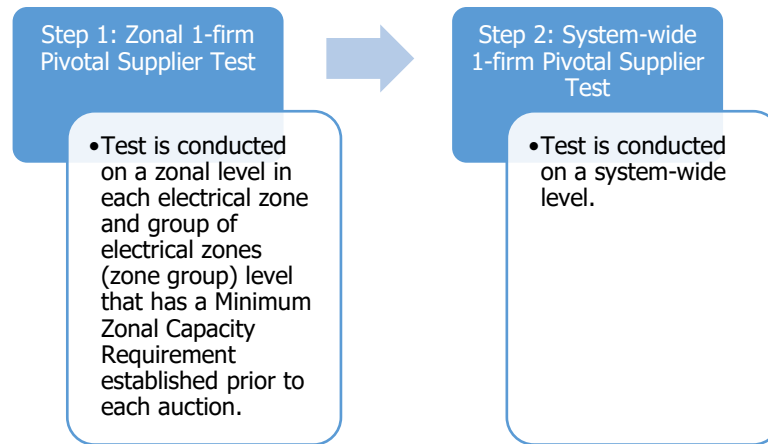 Step 1: Zonal 1-firm
Pivotal Supplier Test
•Test is conducted
on a zonal level in
each electrical zone
and group of
electrical zones
(zone group) level
that has a Minimum
Zonal Capacity
Requirement
established prior to
each auction.
Step 2: System-wide
1-firm Pivotal Supplier
Test
•Test is conducted
on a system-wide
level.